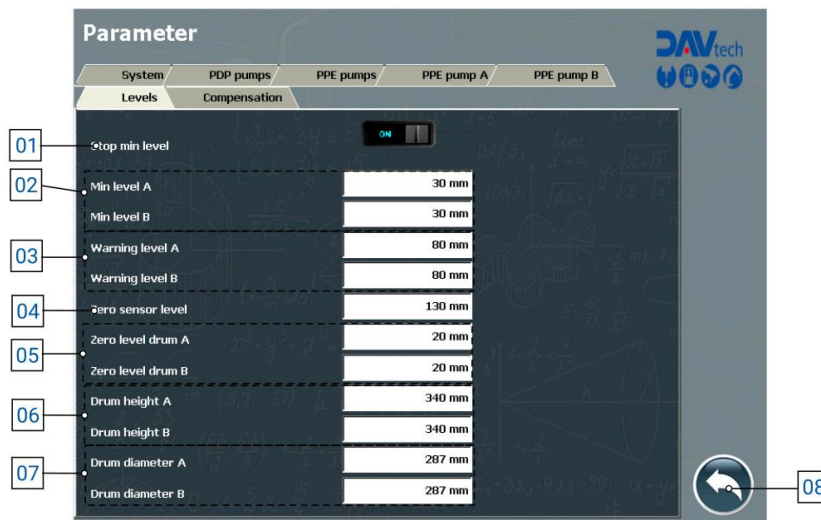 Parameter
DAVtech
System PDP pumps PPE pumps PPE pump A PPE pump B
Levels Compensation
01 Stop min level ON
02 Min level A 30 mm
Min level B 30 mm
03 Warning level A 80 mm
Warning level B 80 mm
04 Zero sensor level 130 mm
05 Zero level drum A 20 mm
Zero level drum B 20 mm
06 Drum height A 340 mm
Drum height B 340 mm
07 Drum diameter A 287 mm
Drum diameter B 287 mm
08